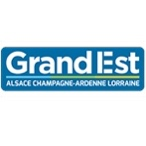 Grand Est
ALSACE CHAMPAGNE-ARDENNE LORRAINE